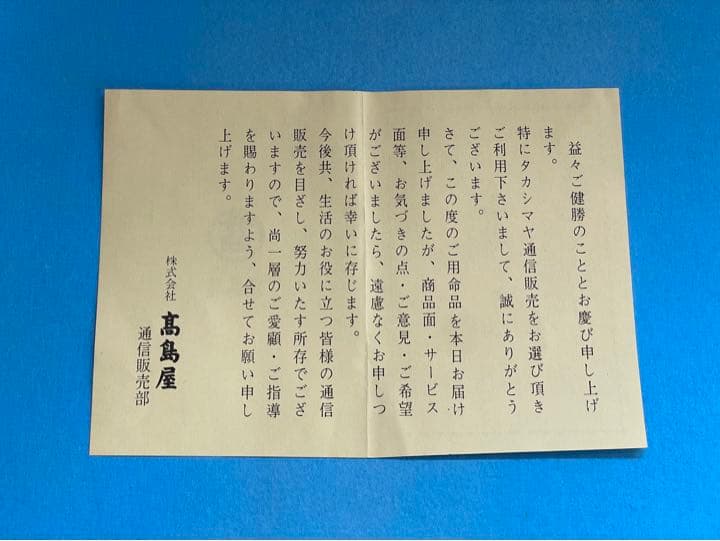 益々ご健勝のこととお慶び申し上げ
ます。
特にタカシマヤ通信販売をお選び頂き
ご利用下さいまして、誠にありがとう
ございます。
さて、この度のご用命品を本日お届け
申し上げましたが、商品面・サービス
面等、お気づきの点・ご意見・ご希望
がございましたら、遠慮なくお申しつ
け頂ければ幸いに存じます。
今後共、生活のお役に立つ皆様の通信
販売を目ざし、努力いたす所存でござ
いますので、尚一層のご愛顧・ご指導
を賜わりますよう、合せてお願い申し
上げます。
株式会社 髙島屋
通信販売部